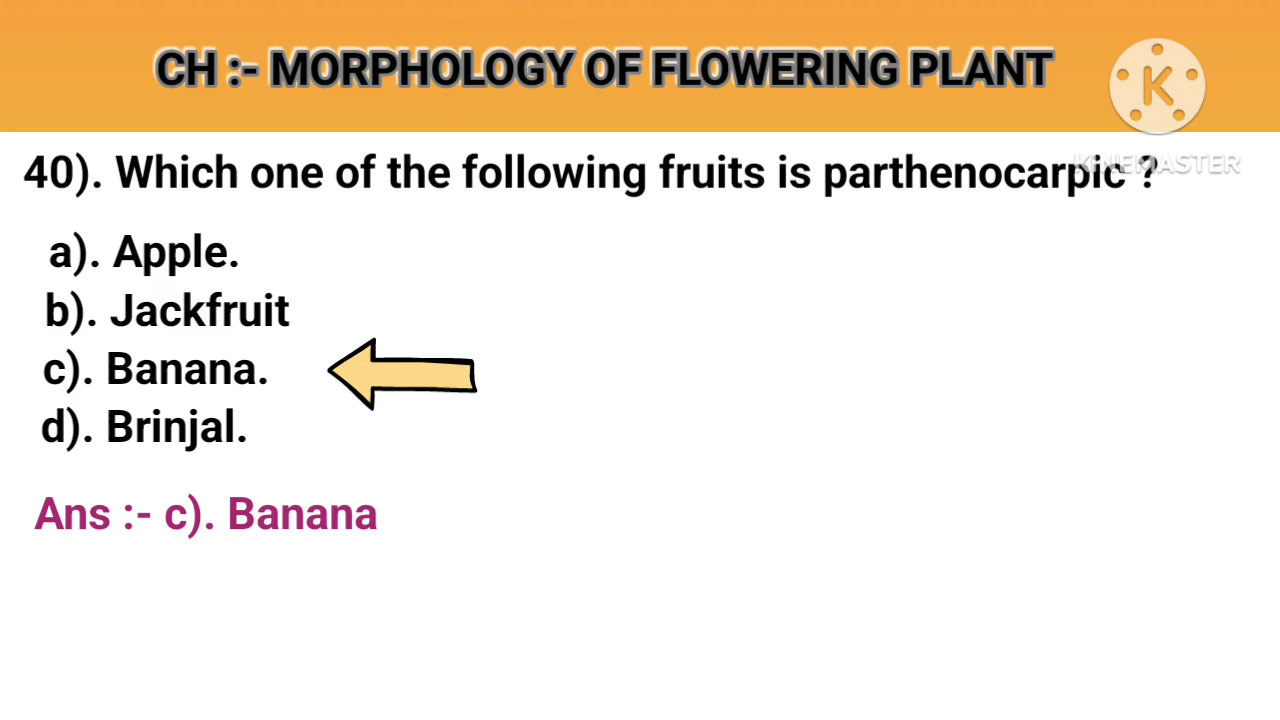 CH :- MORPHOLOGY OF FLOWERING PLANT
K
KINEMASTER
40). Which one of the following fruits is parthenocarpic ?
a). Apple.
b). Jackfruit
c). Banana.
d). Brinjal.
Ans :- c). Banana